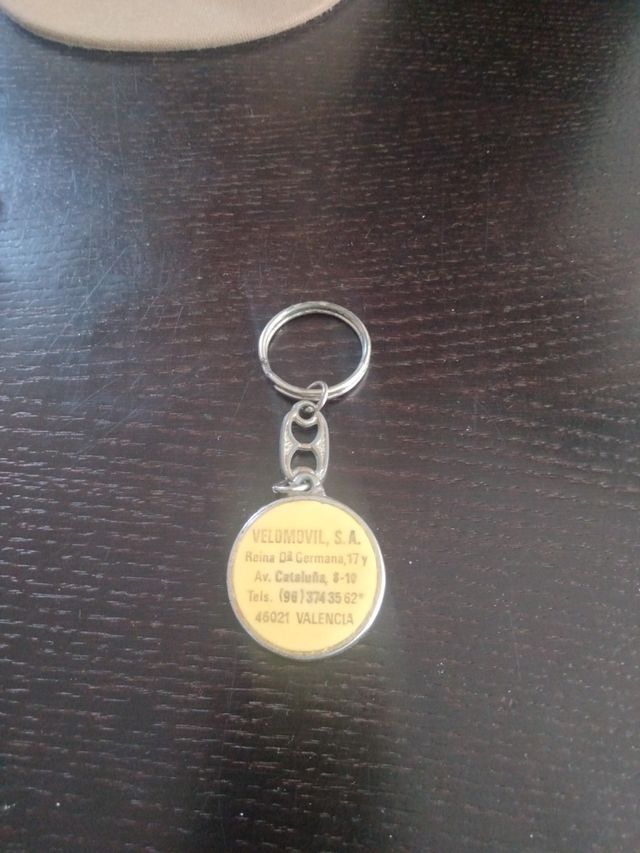 VELOMOVIL, S.A.
Reina Dª Germana, 17 y
Av. Cataluña, 8-10
Tels. (96) 374 35 62*
46021 VALENCIA